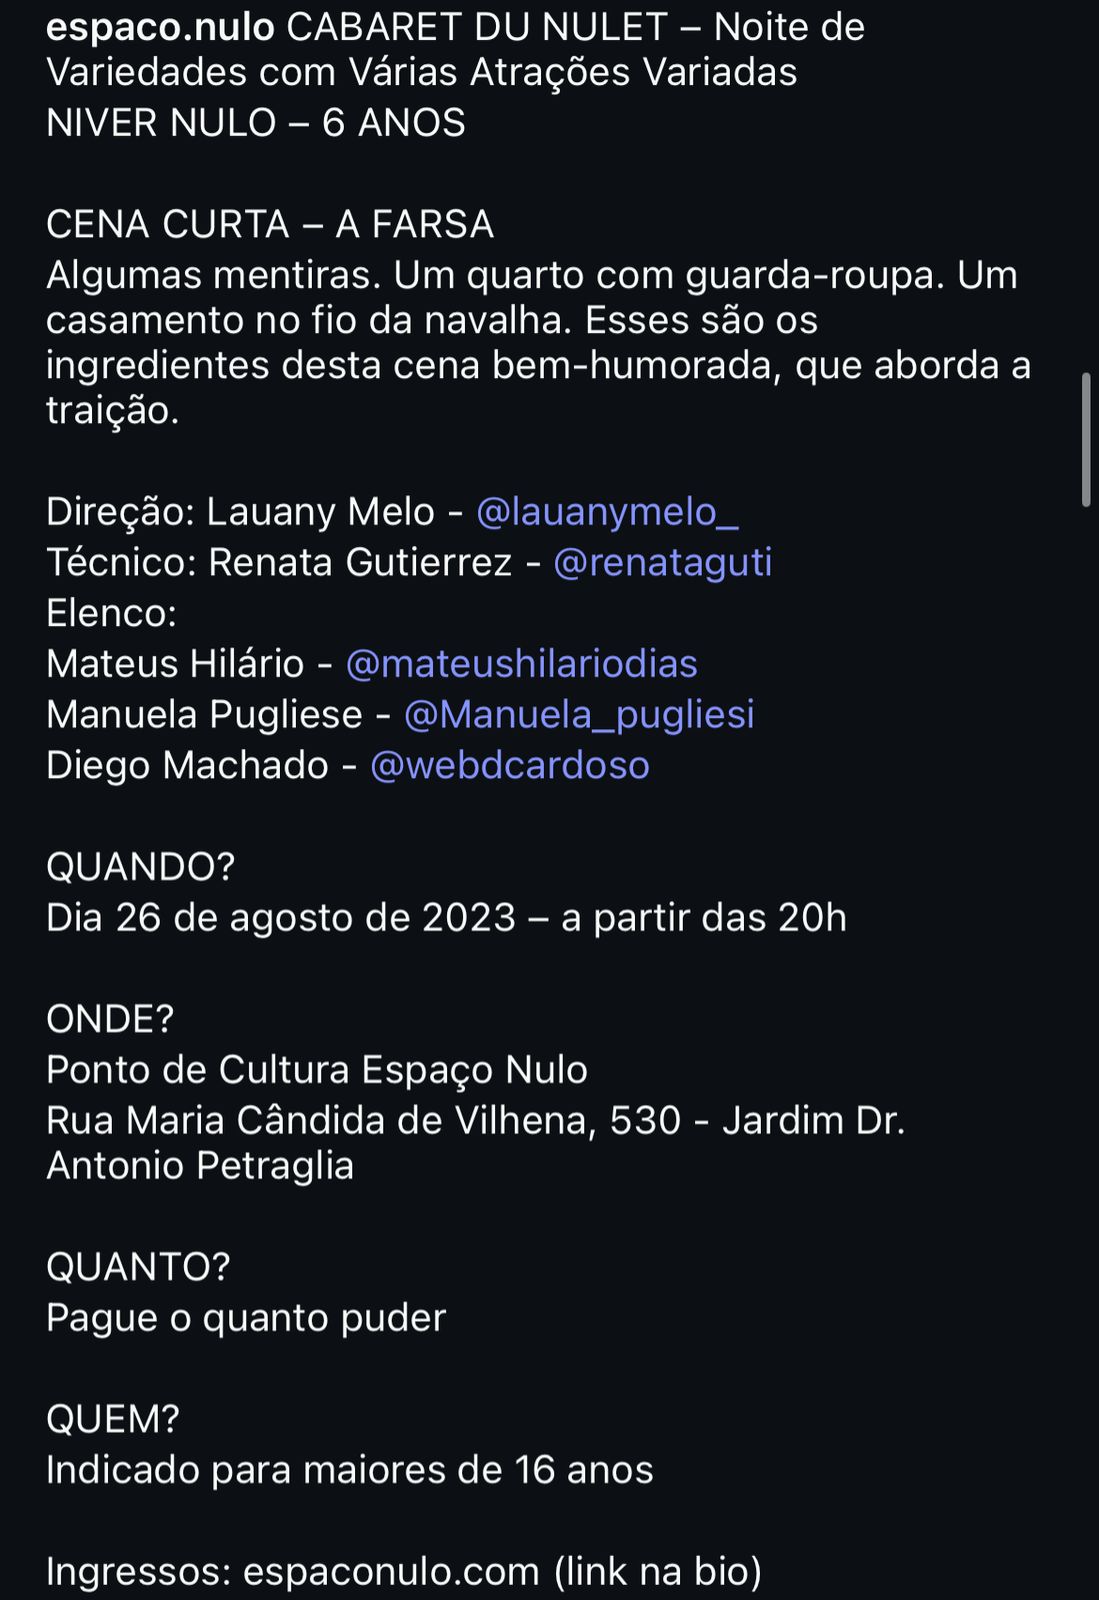 espaco.nulo CABARET DU NULET – Noite de
Variedades com Várias Atrações Variadas
NIVER NULO – 6 ANOS
CENA CURTA – A FARSA
Algumas mentiras. Um quarto com guarda-roupa. Um
casamento no fio da navalha. Esses são os
ingredientes desta cena bem-humorada, que aborda a
traição.
Direção: Lauany Melo - @lauanymelo_
Técnico: Renata Gutierrez - @renataguti
Elenco:
Mateus Hilário - @mateushilariodias
Manuela Pugliese - @Manuela_pugliesi
Diego Machado - @webdcardoso
QUANDO?
Dia 26 de agosto de 2023 – a partir das 20h
ONDE?
Ponto de Cultura Espaço Nulo
Rua Maria Cândida de Vilhena, 530 - Jardim Dr.
Antonio Petraglia
QUANTO?
Pague o quanto puder
QUEM?
Indicado para maiores de 16 anos
Ingressos: espaconulo.com (link na bio)